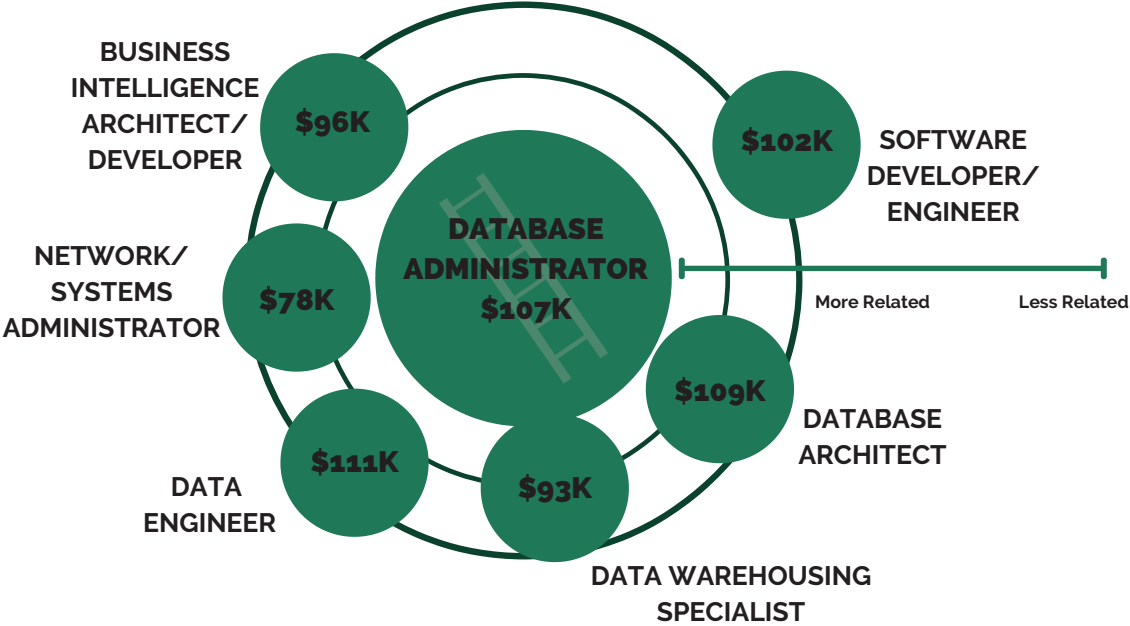 BUSINESS
INTELLIGENCE
ARCHITECT/
DEVELOPER
$96K
$102K
SOFTWARE
DEVELOPER/
ENGINEER
DATABASE
ADMINISTRATOR
$107K
NETWORK/
SYSTEMS
ADMINISTRATOR
$78K
More Related
Less Related
$109K
DATABASE
ARCHITECT
$111K
DATA
ENGINEER
$93K
DATA WAREHOUSING
SPECIALIST